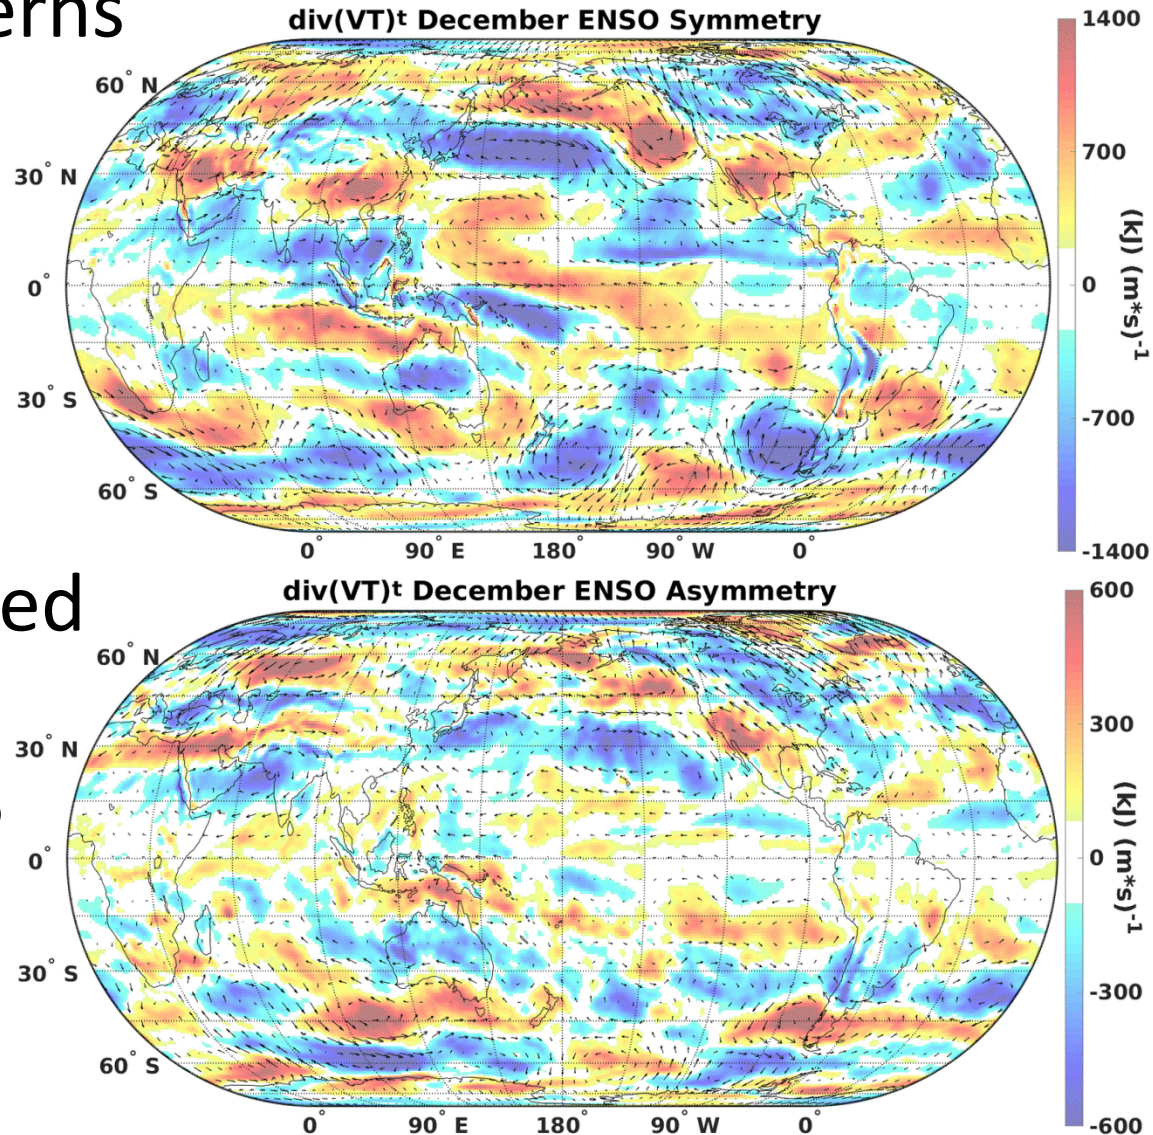 erns
div(VT)ᵗ December ENSO Symmetry
60° N
30° N
0°
30° S
60° S
0° 90° E 180° 90° W 0°
1400
700
0
-700
-1400
(kJ) (m*s)⁻¹
ed
div(VT)ᵗ December ENSO Asymmetry
60° N
30° N
0°
30° S
60° S
0° 90° E 180° 90° W 0°
600
300
0
-300
-600
(kJ) (m*s)⁻¹